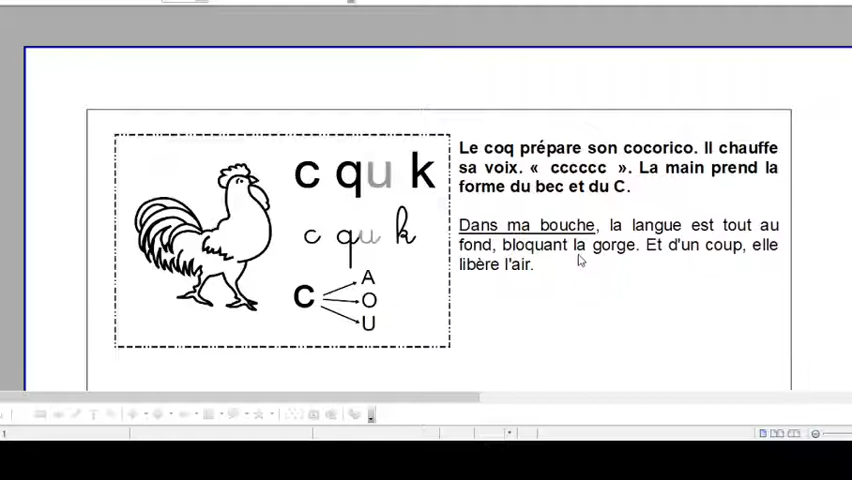 c qu k
c qu k
c A
O
U
Le coq prépare son cocorico. Il chauffe
sa voix. « cccccc ». La main prend la
forme du bec et du C.
Dans ma bouche, la langue est tout au
fond, bloquant la gorge. Et d'un coup, elle
libère l'air.
1